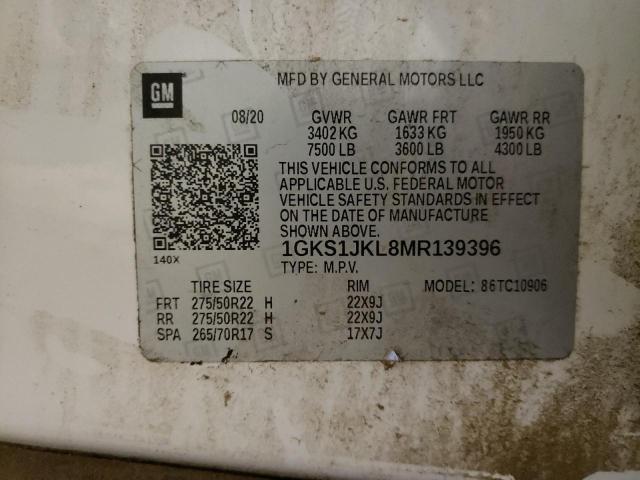 GM
MFD BY GENERAL MOTORS LLC
08/20 GVWR GAWR FRT GAWR RR
3402 KG 1633 KG 1950 KG
7500 LB 3600 LB 4300 LB
THIS VEHICLE CONFORMS TO ALL
APPLICABLE U.S. FEDERAL MOTOR
VEHICLE SAFETY STANDARDS IN EFFECT
ON THE DATE OF MANUFACTURE
SHOWN ABOVE.
1GKS1JKL8MR139396
140X
TYPE: M.P.V.
TIRE SIZE RIM MODEL: 86TC10906
FRT 275/50R22 H 22X9J
RR 275/50R22 H 22X9J
SPA 265/70R17 S 17X7J